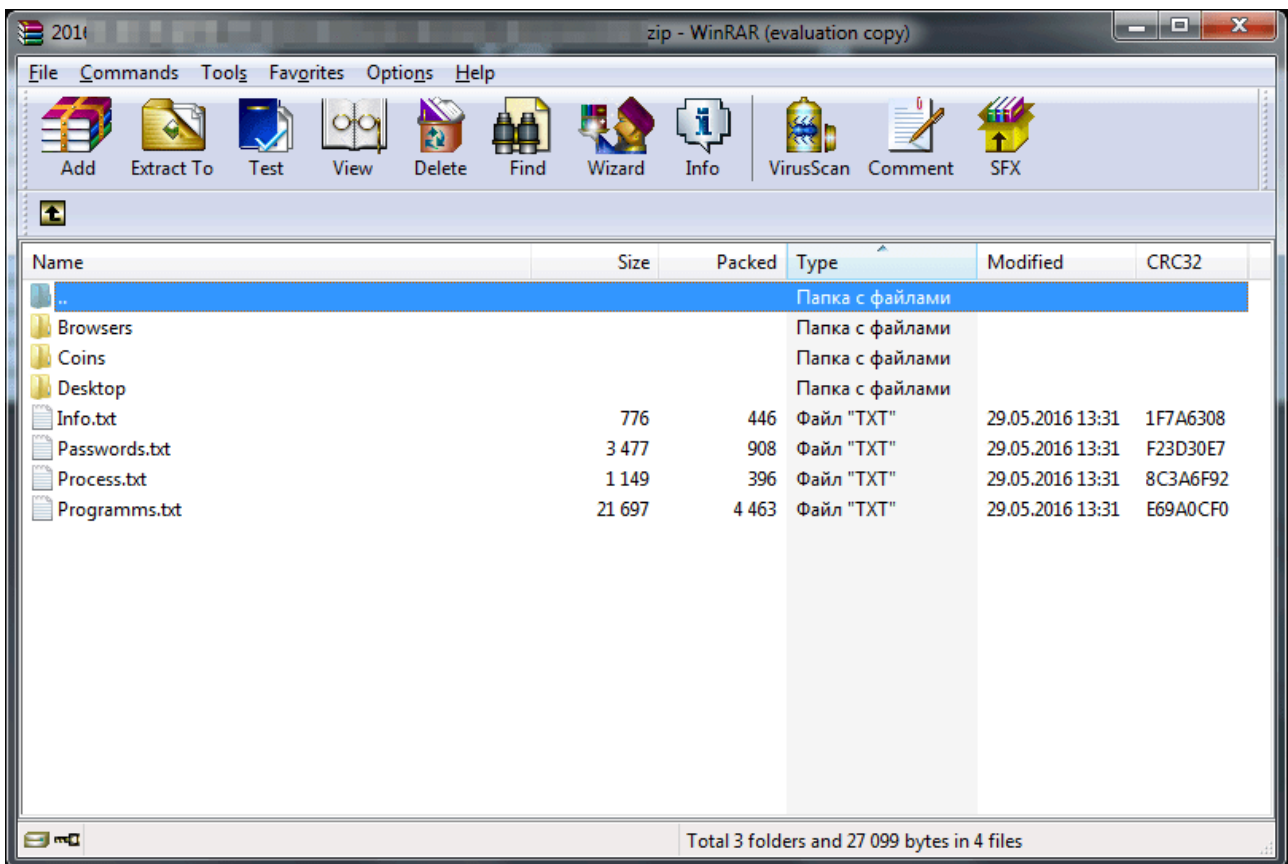 2016 zip - WinRAR (evaluation copy)
File Commands Tools Favorites Options Help
Add Extract To Test View Delete Find Wizard Info VirusScan Comment SFX
Name Size Packed Type Modified CRC32
.. Папка с файлами
Browsers Папка с файлами
Coins Папка с файлами
Desktop Папка с файлами
Info.txt 776 446 Файл "TXT" 29.05.2016 13:31 1F7A6308
Passwords.txt 3 477 908 Файл "TXT" 29.05.2016 13:31 F23D30E7
Process.txt 1 149 396 Файл "TXT" 29.05.2016 13:31 8C3A6F92
Programms.txt 21 697 4 463 Файл "TXT" 29.05.2016 13:31 E69A0CF0
Total 3 folders and 27 099 bytes in 4 files